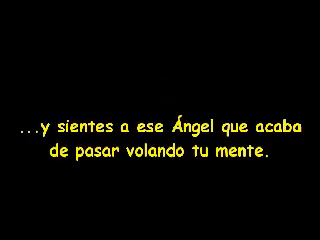 ...y sientes a ese Ángel que acaba
de pasar volando tu mente.